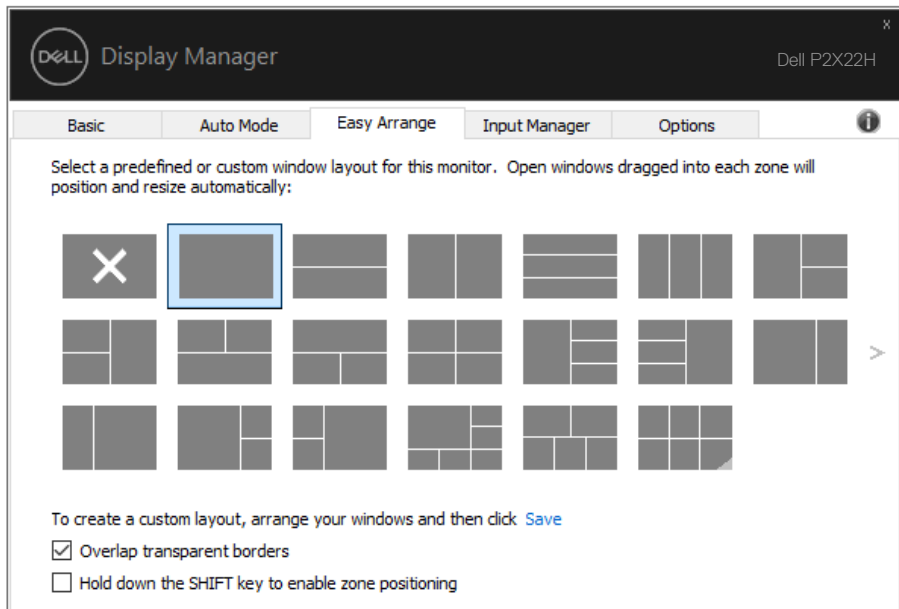 x
DELL Display Manager
Dell P2X22H
Basic Auto Mode Easy Arrange Input Manager Options i
Select a predefined or custom window layout for this monitor. Open windows dragged into each zone will
position and resize automatically:
>
To create a custom layout, arrange your windows and then click Save
Overlap transparent borders
Hold down the SHIFT key to enable zone positioning